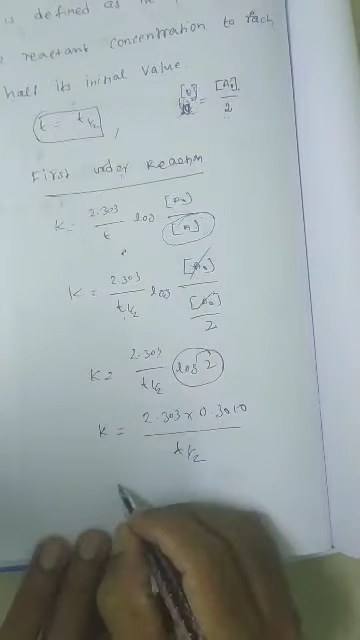 is defined as
reactant concentration to rach
half its initial value.
t = t1/2 , [A] = [A0]/2
First order Reaction
K = 2.303/t log [A0]/[A]
K = 2.303/t1/2 log [A0]/[A0]/2
K = 2.303/t1/2 log 2
K = 2.303 x 0.3010/t1/2